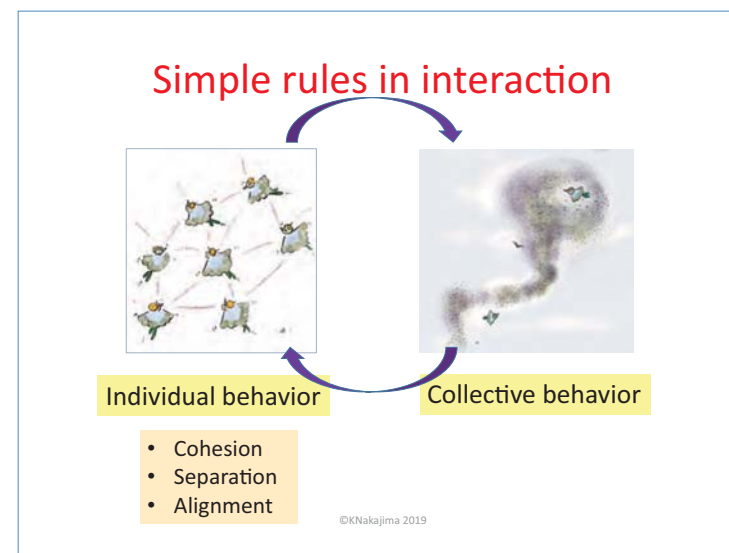 Simple rules in interaction
Individual behavior
Collective behavior
• Cohesion
• Separation
• Alignment
©KNakajima 2019